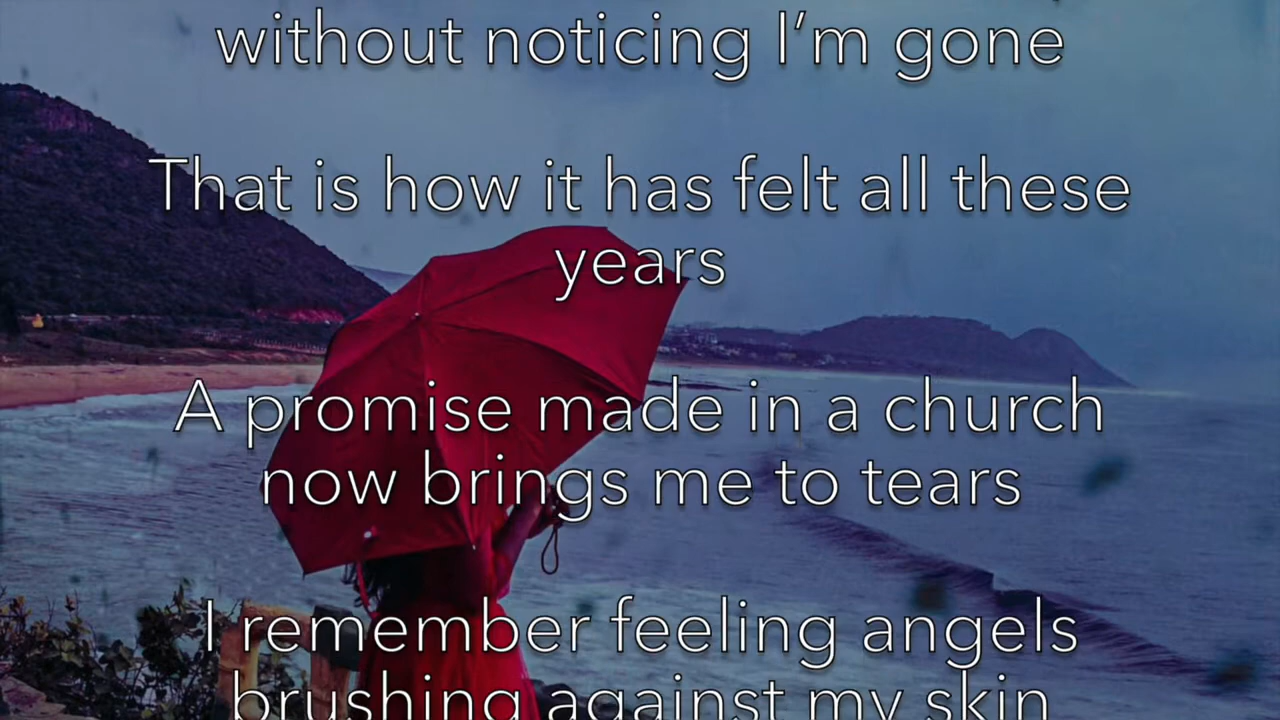 without noticing I’m gone
That is how it has felt all these
years
A promise made in a church
now brings me to tears
I remember feeling angels
brushing against my skin